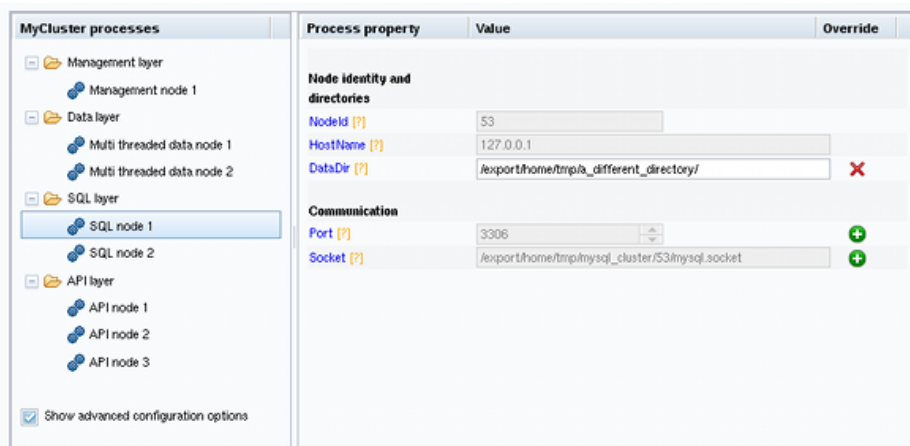 MyCluster processes
Management layer
Management node 1
Data layer
Multi threaded data node 1
Multi threaded data node 2
SQL layer
SQL node 1
SQL node 2
API layer
API node 1
API node 2
API node 3
Show advanced configuration options
Process property Value Override
Node identity and
directories
NodeId [?] 53
HostName [?] 127.0.0.1
DataDir [?] /export/home/tmp/a_different_directory/
Communication
Port [?] 3306
Socket [?] /export/home/tmp/mysql_cluster/53/mysql.socket